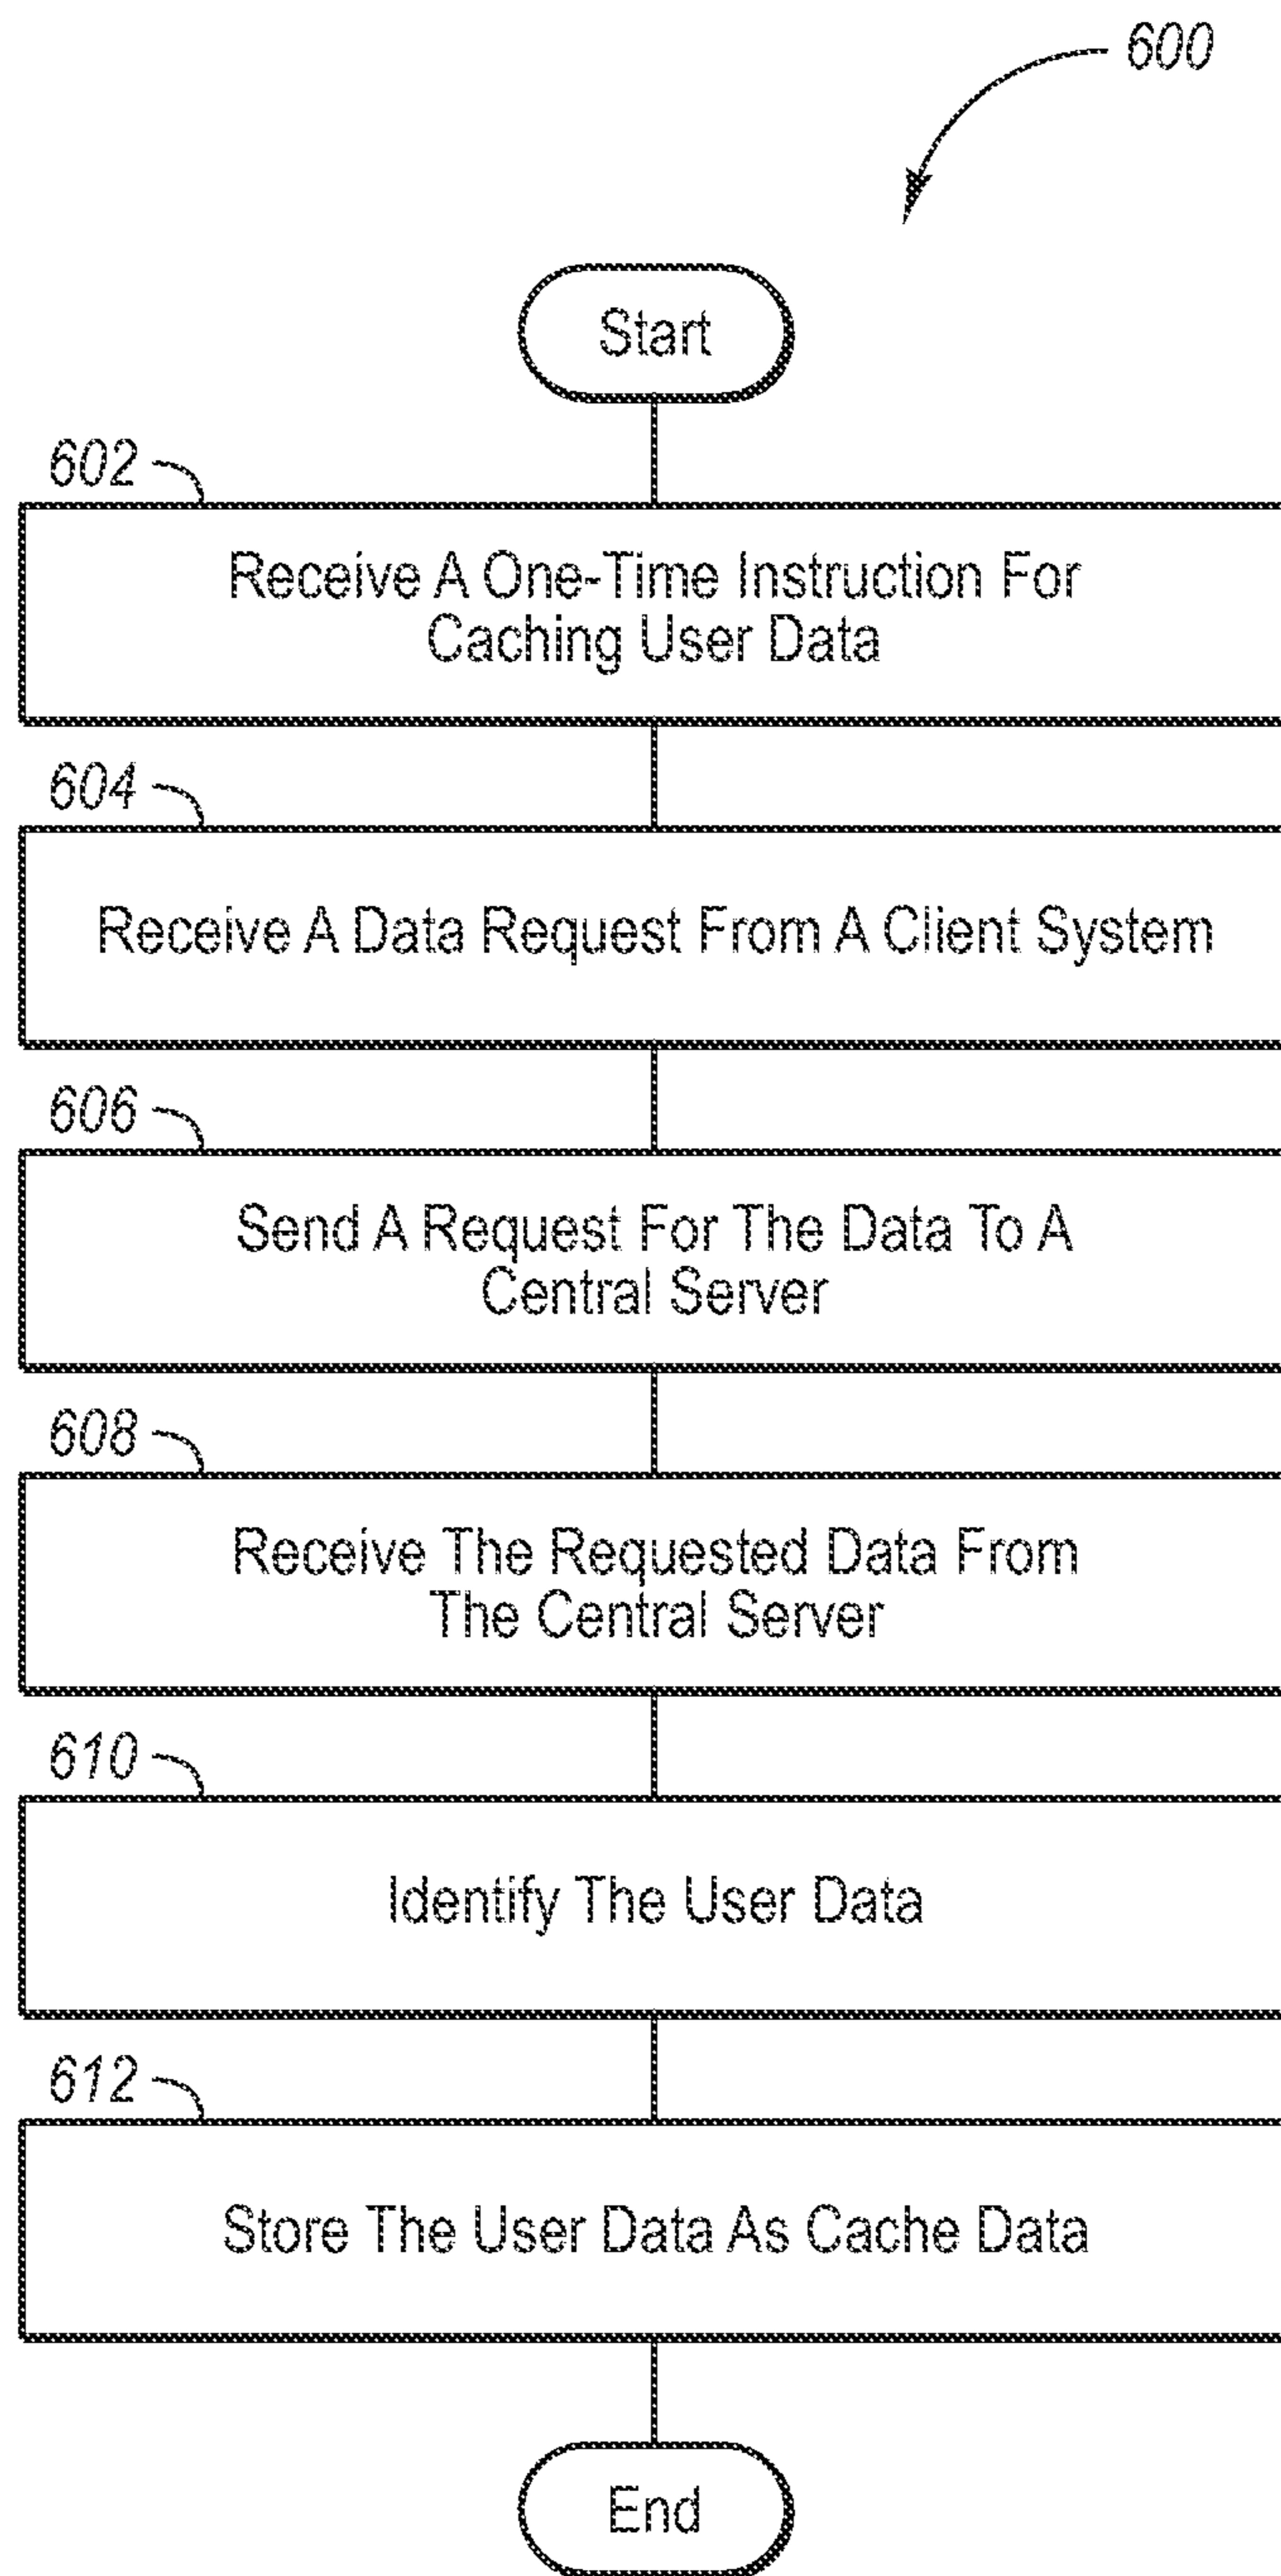 600
Start
602
Receive A One-Time Instruction For
Caching User Data
604
Receive A Data Request From A Client System
606
Send A Request For The Data To A
Central Server
608
Receive The Requested Data From
The Central Server
610
Identify The User Data
612
Store The User Data As Cache Data
End